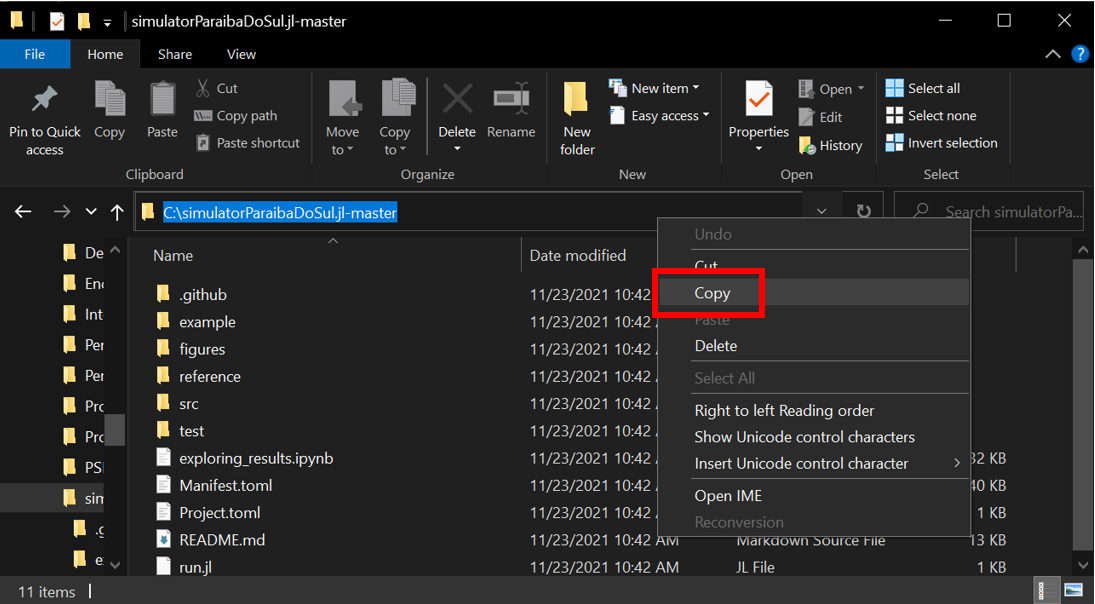 simulatorParaibaDoSul.jl-master
File Home Share View
Pin to Quick access
Copy
Paste
Cut
Copy path
Paste shortcut
Clipboard
Move to
Copy to
Delete
Rename
Organize
New folder
New item
Easy access
New
Properties
Open
Edit
History
Open
Select all
Select none
Invert selection
Select
C:\simulatorParaibaDoSul.jl-master
Search simulatorPa...
De
Enc
Int
Per
Per
Pro
Pro
PSI
sim
.g
e
Name Date modified
.github 11/23/2021 10:42
example 11/23/2021 10:42
figures 11/23/2021 10:42
reference 11/23/2021 10:42
src 11/23/2021 10:42
test 11/23/2021 10:42
exploring_results.ipynb 11/23/2021 10:42 32 KB
Manifest.toml 11/23/2021 10:42 40 KB
Project.toml 11/23/2021 10:42 1 KB
README.md 11/23/2021 10:42 AM Markdown Source File 13 KB
run.jl 11/23/2021 10:42 AM JL File 1 KB
Undo
Cut
Copy
Paste
Delete
Select All
Right to left Reading order
Show Unicode control characters
Insert Unicode control character
Open IME
Reconversion
11 items